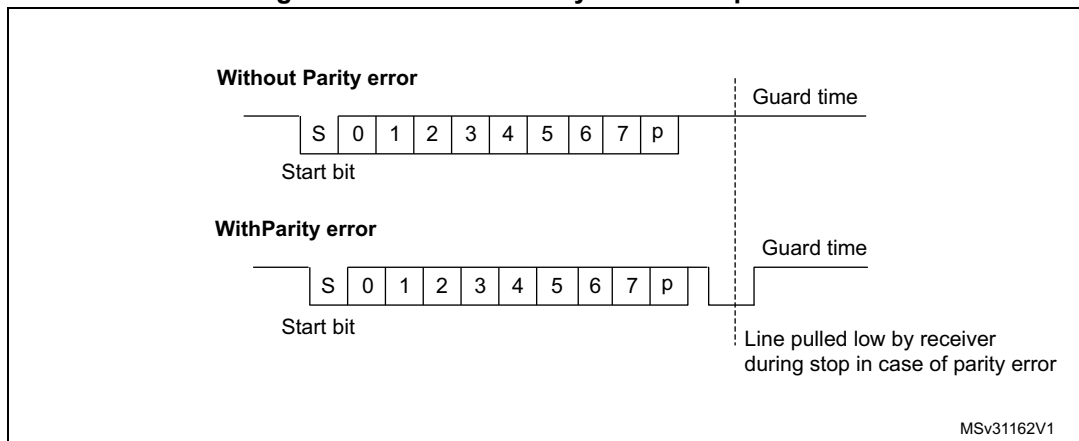 Without Parity error
Guard time
S 0 1 2 3 4 5 6 7 p
Start bit
WithParity error
Guard time
S 0 1 2 3 4 5 6 7 p
Start bit
Line pulled low by receiver
during stop in case of parity error
MSv31162V1